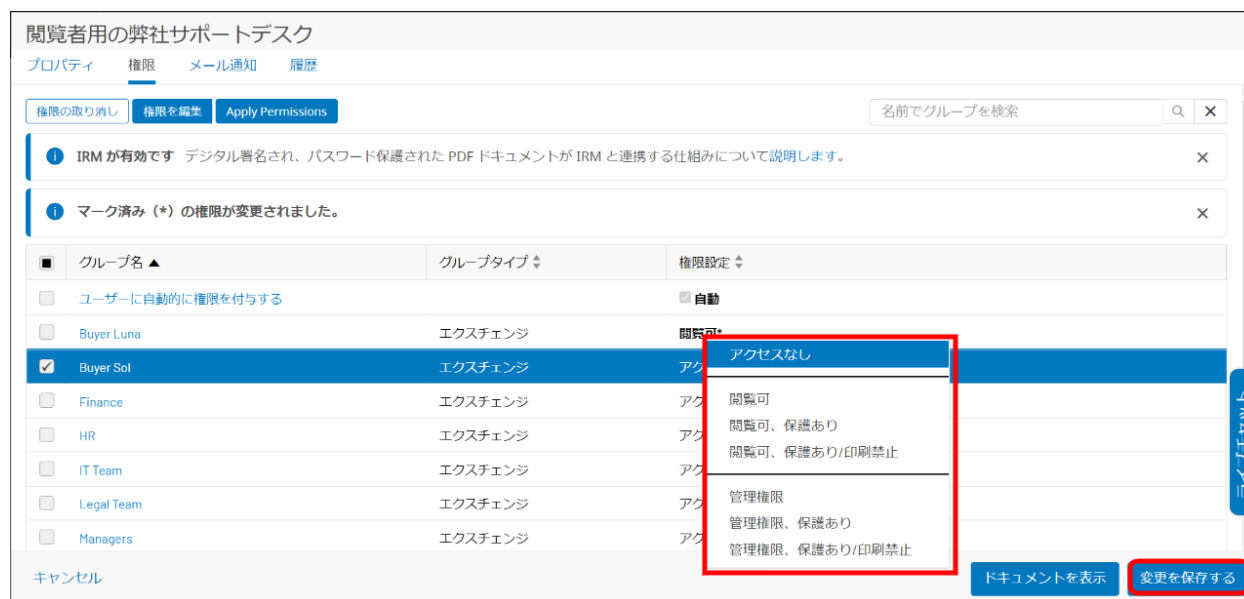 閲覧者用の弊社サポートデスク
プロパティ 権限 メール通知 履歴
権限の取り消し 権限を編集 Apply Permissions 名前でグループを検索
IRM が有効です デジタル署名され、パスワード保護された PDF ドキュメントが IRM と連携する仕組みについて説明します。
マーク済み (*) の権限が変更されました。
グループ名 グループタイプ 権限設定
ユーザーに自動的に権限を付与する 自動
Buyer Luna エクスチェンジ 閲覧可*
Buyer Sol エクスチェンジ アク
Finance エクスチェンジ アク
HR エクスチェンジ アク
IT Team エクスチェンジ アク
Legal Team エクスチェンジ アク
Managers エクスチェンジ アク
アクセスなし
閲覧可
閲覧可、保護あり
閲覧可、保護あり/印刷禁止
管理権限
管理権限、保護あり
管理権限、保護あり/印刷禁止
キャンセル ドキュメントを表示 変更を保存する